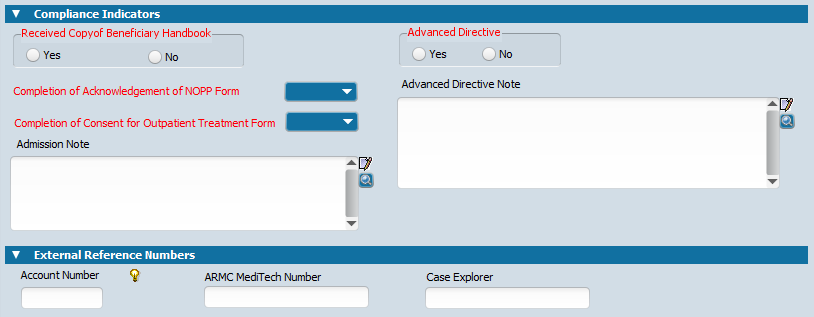 Compliance Indicators
Received Copyof Beneficiary Handbook
Yes No
Advanced Directive
Yes No
Completion of Acknowledgement of NOPP Form
Completion of Consent for Outpatient Treatment Form
Admission Note
Advanced Directive Note
External Reference Numbers
Account Number ARMC MediTech Number Case Explorer